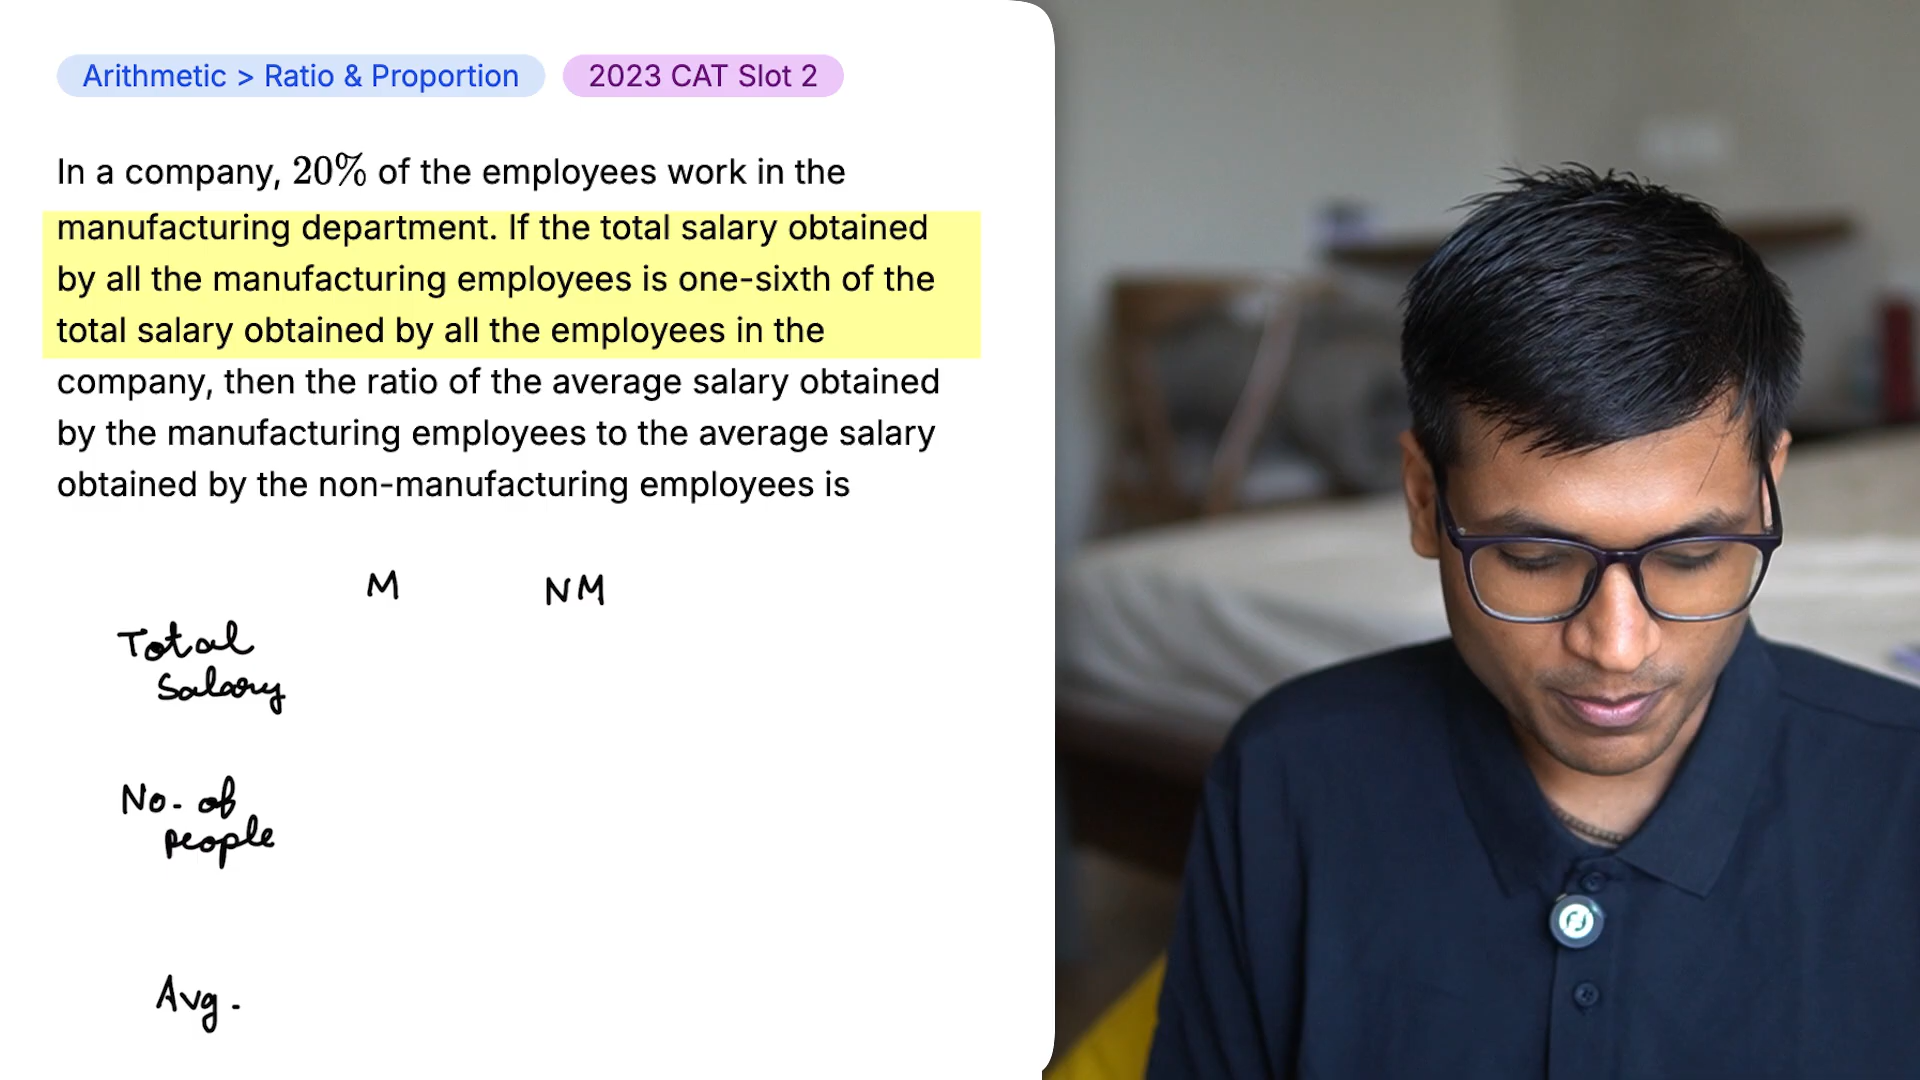 Arithmetic > Ratio & Proportion
2023 CAT Slot 2
In a company, 20% of the employees work in the
manufacturing department. If the total salary obtained
by all the manufacturing employees is one-sixth of the
total salary obtained by all the employees in the
company, then the ratio of the average salary obtained
by the manufacturing employees to the average salary
obtained by the non-manufacturing employees is
M NM
Total
Salary
No. of
People
Avg.